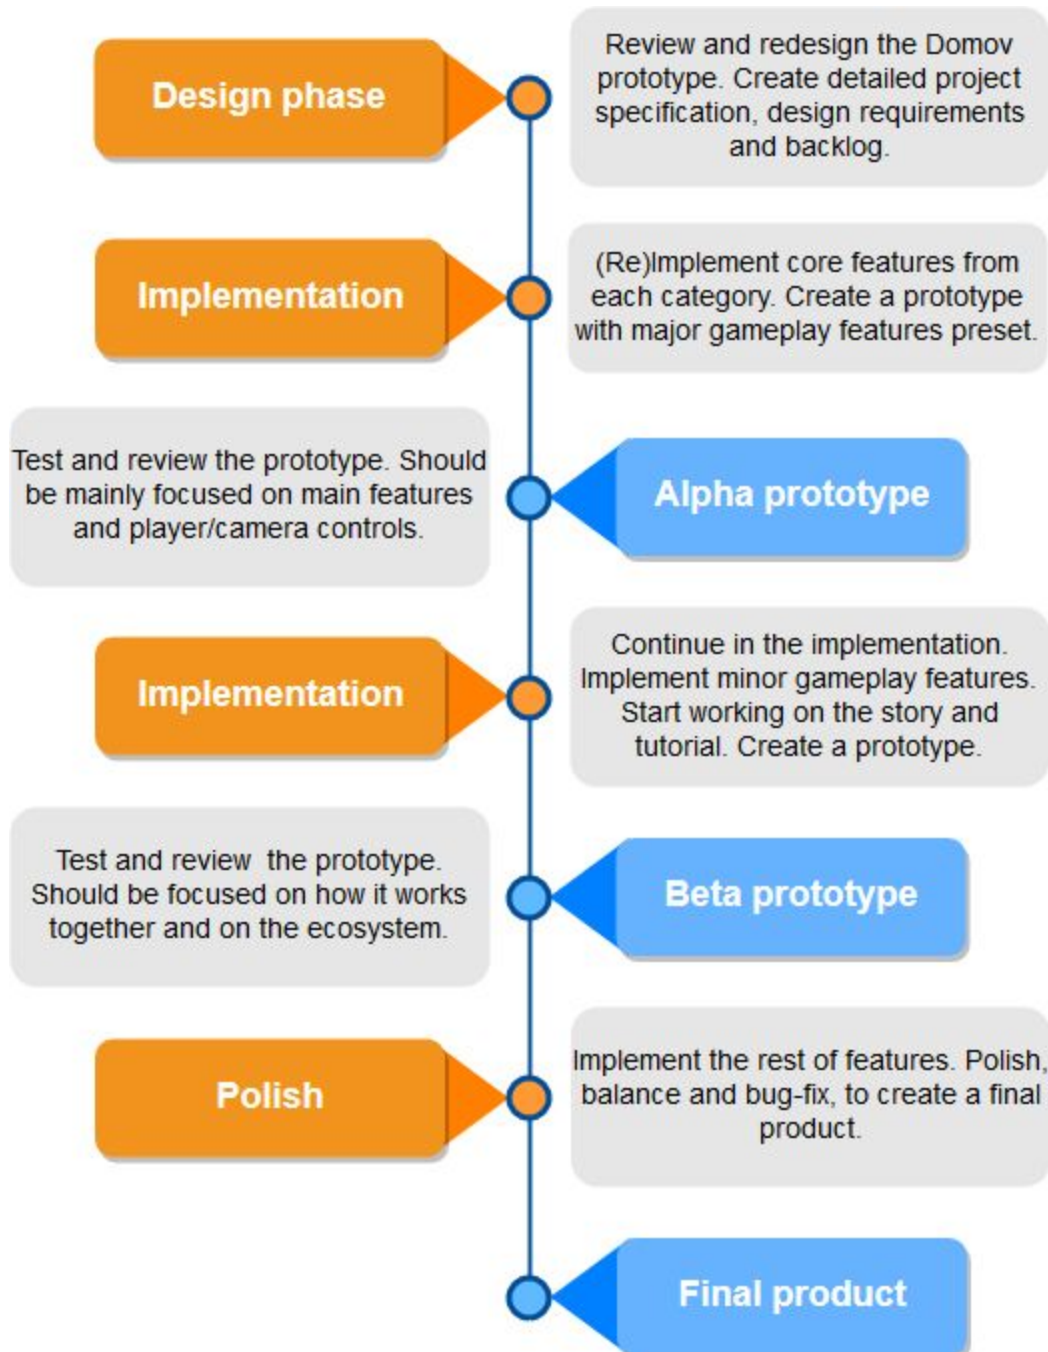 Design phase
Review and redesign the Domov
prototype. Create detailed project
specification, design requirements
and backlog.
Implementation
(Re)Implement core features from
each category. Create a prototype
with major gameplay features preset.
Test and review the prototype. Should
be mainly focused on main features
and player/camera controls.
Alpha prototype
Implementation
Continue in the implementation.
Implement minor gameplay features.
Start working on the story and
tutorial. Create a prototype.
Test and review  the prototype.
Should be focused on how it works
together and on the ecosystem.
Beta prototype
Polish
Implement the rest of features. Polish,
balance and bug-fix, to create a final
product.
Final product